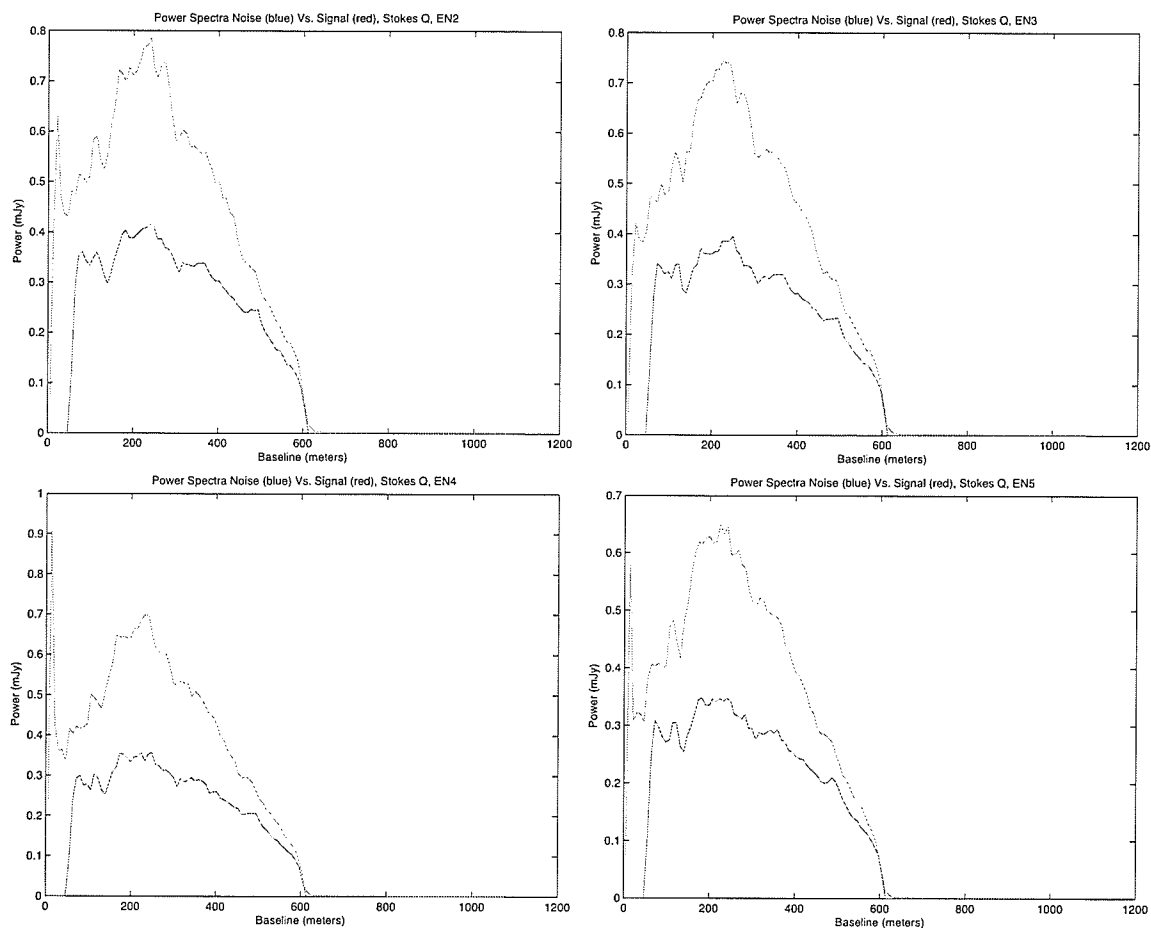 Power Spectra Noise (blue) Vs. Signal (red), Stokes Q, EN2
0.8
0.7
0.6
0.5
0.4
0.3
0.2
0.1
0
Power (mJy)
0 200 400 600 800 1000 1200
Baseline (meters)
Power Spectra Noise (blue) Vs. Signal (red), Stokes Q, EN3
0.8
0.7
0.6
0.5
0.4
0.3
0.2
0.1
0
Power (mJy)
0 200 400 600 800 1000 1200
Baseline (meters)
Power Spectra Noise (blue) Vs. Signal (red), Stokes Q, EN4
1
0.9
0.8
0.7
0.6
0.5
0.4
0.3
0.2
0.1
0
Power (mJy)
0 200 400 600 800 1000 1200
Baseline (meters)
Power Spectra Noise (blue) Vs. Signal (red), Stokes Q, EN5
0.7
0.6
0.5
0.4
0.3
0.2
0.1
0
Power (mJy)
0 200 400 600 800 1000 1200
Baseline (meters)